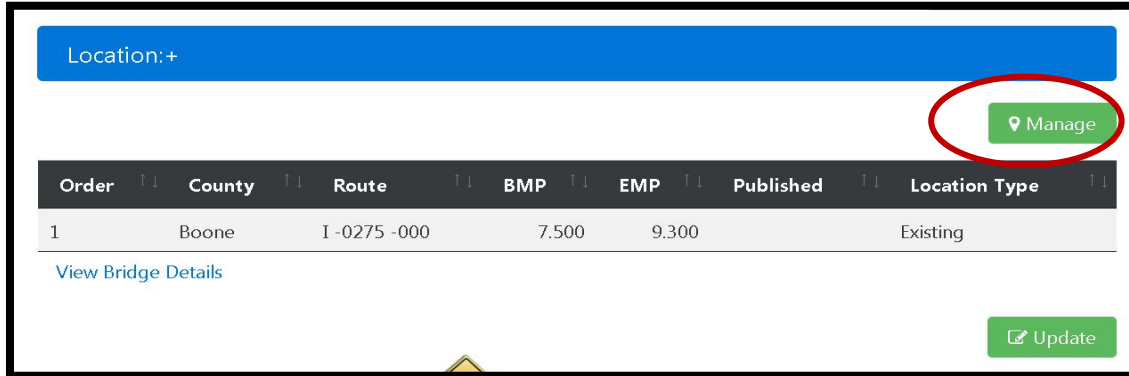 Location:+
Manage
Order County Route BMP EMP Published Location Type
1 Boone I -0275 -000 7.500 9.300 Existing
View Bridge Details
Update